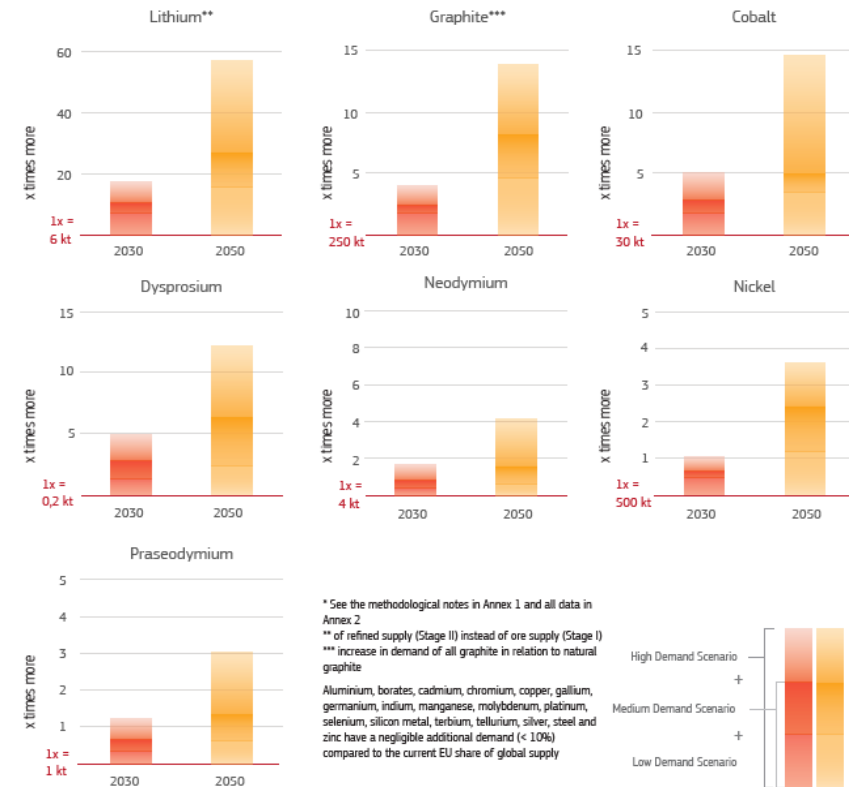 Lithium**
60
40
20
x times more
1x =
6 kt
2030
2050
Graphite***
15
10
5
x times more
1x =
250 kt
2030
2050
Cobalt
15
10
5
x times more
1x =
30 kt
2030
2050
Dysprosium
15
10
5
x times more
1x =
0,2 kt
2030
2050
Neodymium
10
8
6
4
2
x times more
1x =
4 kt
2030
2050
Nickel
5
4
3
2
1
x times more
1x =
500 kt
2030
2050
Praseodymium
5
4
3
2
1
x times more
1x =
1 kt
2030
2050
* See the methodological notes in Annex 1 and all data in
Annex 2
** of refined supply (Stage II) instead of ore supply (Stage I)
*** increase in demand of all graphite in relation to natural
graphite
Aluminium, borates, cadmium, chromium, copper, gallium,
germanium, indium, manganese, molybdenum, platinum,
selenium, silicon metal, terbium, tellurium, silver, steel and
zinc have a negligible additional demand (< 10%)
compared to the current EU share of global supply
High Demand Scenario
+
Medium Demand Scenario
+
Low Demand Scenario